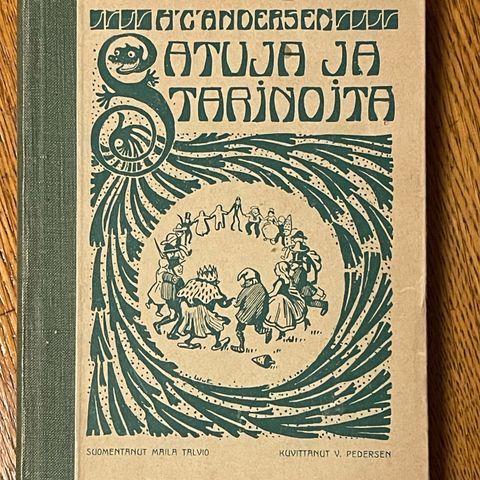 H·C·ANDERSEN
SATUJA JA
TARINOITA
SUOMENTANUT MAILA TALVIO
KUVITTANUT V. PEDERSEN